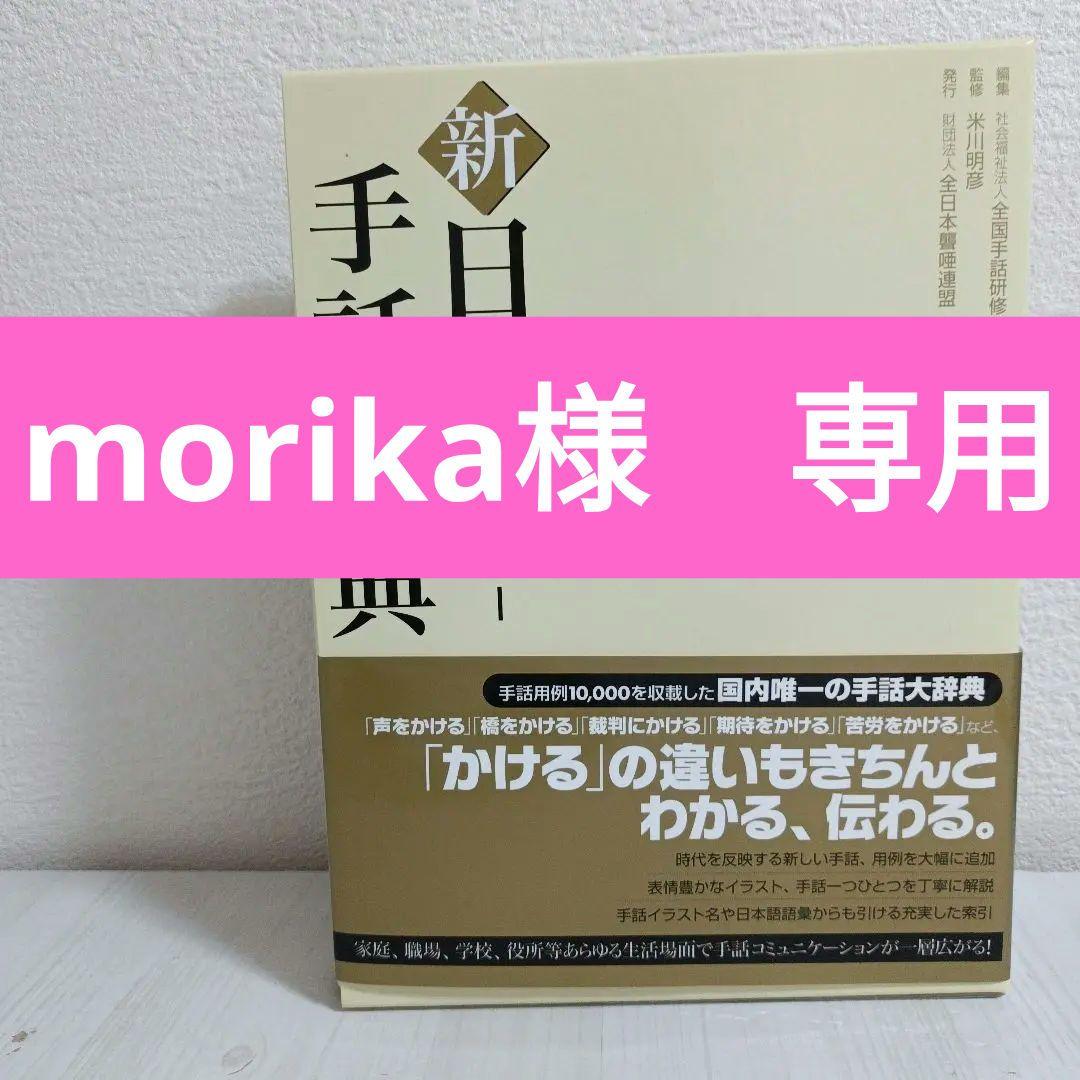 編集 社会福祉法人 全国手話研修
監修 米川明彦
発行 財団法人 全日本聾唖連盟
新 日
手話
典
morika様　専用
手話用例10,000を収載した 国内唯一の手話大辞典
「声をかける」「橋をかける」「裁判にかける」「期待をかける」「苦労をかける」など、
「かける」の違いもきちんと
わかる、伝わる。
時代を反映する新しい手話、用例を大幅に追加
表情豊かなイラスト、手話一つひとつを丁寧に解説
手話イラスト名や日本語語彙からも引ける充実した索引
家庭、職場、学校、役所等あらゆる生活場面で手話コミュニケーションが一層広がる!